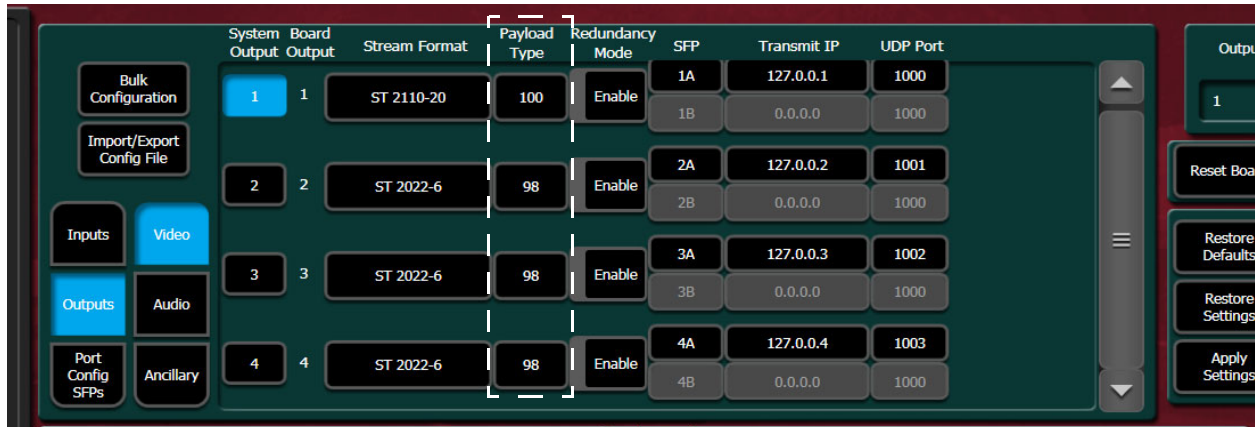 System Board Payload Redundancy
Output Output Stream Format Type Mode SFP Transmit IP UDP Port
Bulk
Configuration
Import/Export
Config File
Inputs Video
Outputs Audio
Port
Config
SFPs
Ancillary
1 1 ST 2110-20 100 Enable 1A 127.0.0.1 1000
1B 0.0.0.0 1000
2 2 ST 2022-6 98 Enable 2A 127.0.0.2 1001
2B 0.0.0.0 1000
3 3 ST 2022-6 98 Enable 3A 127.0.0.3 1002
3B 0.0.0.0 1000
4 4 ST 2022-6 98 Enable 4A 127.0.0.4 1003
4B 0.0.0.0 1000
1
Restore
Defaults
Restore
Settings
Apply
Settings
Reset